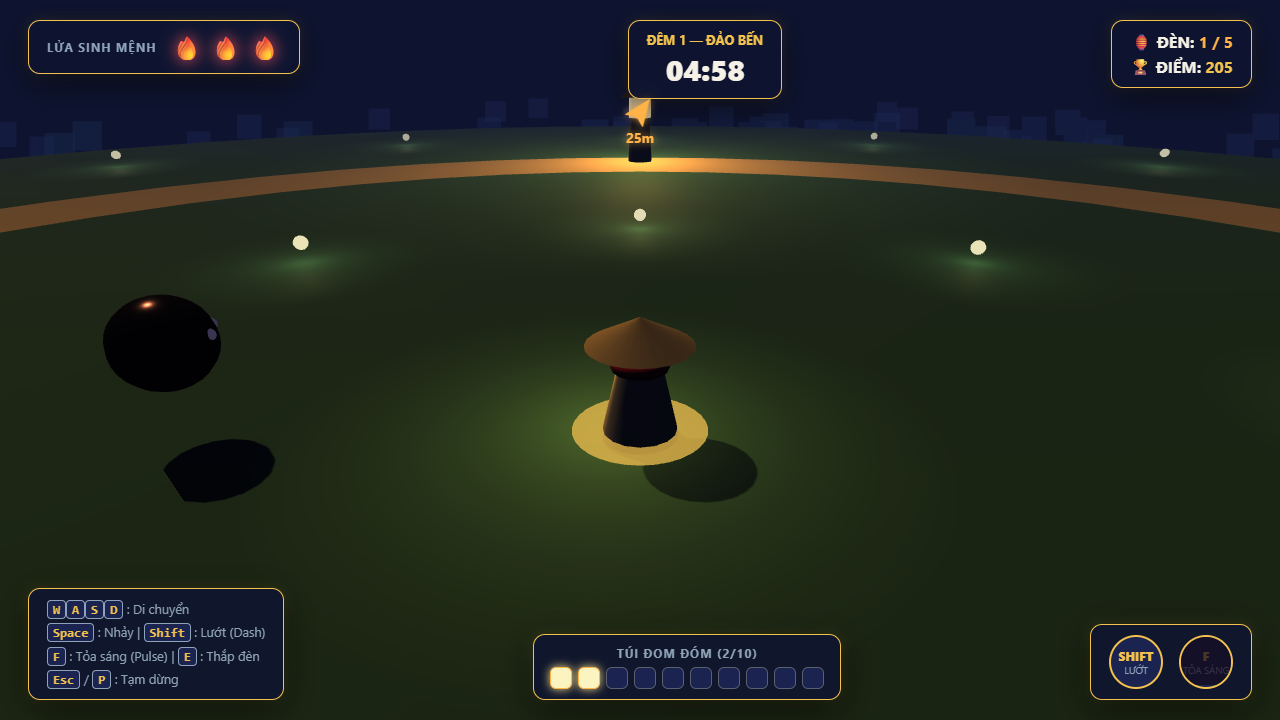 LỬA SINH MỆNH
ĐÊM 1 — ĐẢO BẾN
04:58
ĐÈN: 1 / 5
ĐIỂM: 205
25m
W A S D : Di chuyển
Space : Nhảy | Shift : Lướt (Dash)
F : Tỏa sáng (Pulse) | E : Thắp đèn
Esc / P : Tạm dừng
TÚI ĐOM ĐÓM (2/10)
SHIFT
LƯỚT
F
TỎA SÁNG